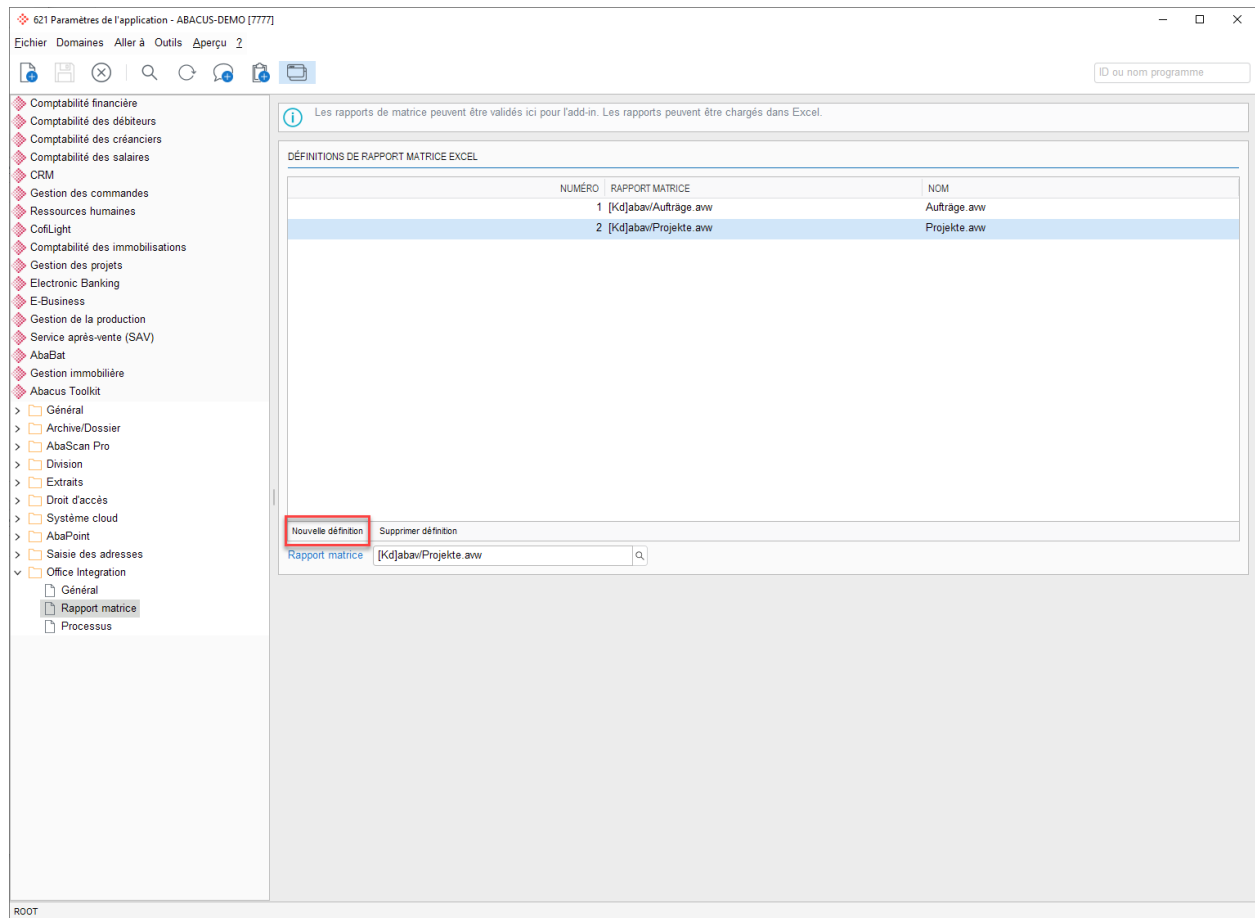 621 Paramètres de l'application - ABACUS-DEMO [7777]
Fichier Domaines Aller à Outils Aperçu ?
ID ou nom programme
Comptabilité financière
Comptabilité des débiteurs
Comptabilité des créanciers
Comptabilité des salaires
CRM
Gestion des commandes
Ressources humaines
CofiLight
Comptabilité des immobilisations
Gestion des projets
Electronic Banking
E-Business
Gestion de la production
Service après-vente (SAV)
AbaBat
Gestion immobilière
Abacus Toolkit
Général
Archive/Dossier
AbaScan Pro
Division
Extraits
Droit d'accès
Système cloud
AbaPoint
Saisie des adresses
Office Integration
Général
Rapport matrice
Processus
Les rapports de matrice peuvent être validés ici pour l'add-in. Les rapports peuvent être chargés dans Excel.
DÉFINITIONS DE RAPPORT MATRICE EXCEL
NUMÉRO RAPPORT MATRICE NOM
1 [Kd]abav/Aufträge.avw Aufträge.avw
2 [Kd]abav/Projekte.avw Projekte.avw
Nouvelle définition Supprimer définition
Rapport matrice [Kd]abav/Projekte.avw
ROOT